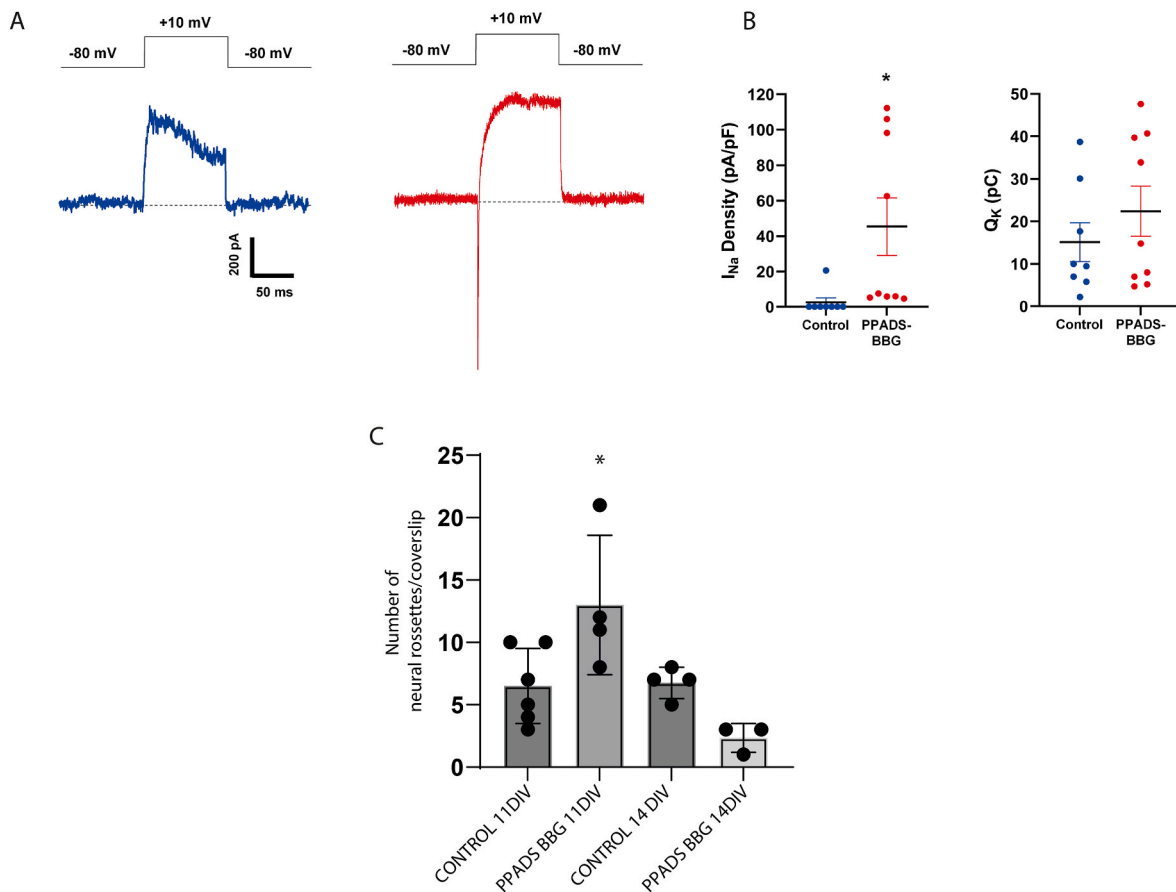 A
+10 mV
-80 mV
-80 mV
200 pA
50 ms
+10 mV
-80 mV
-80 mV
B
*
I_Na Density (pA/pF)
120
100
80
60
40
20
0
Control
PPADS-
BBG
Q_K (pC)
50
40
30
20
10
0
Control
PPADS-
BBG
C
*
Number of
neural rossettes/coverslip
25
20
15
10
5
0
CONTROL 11DIV
PPADS BBG 11DIV
CONTROL 14 DIV
PPADS BBG 14DIV